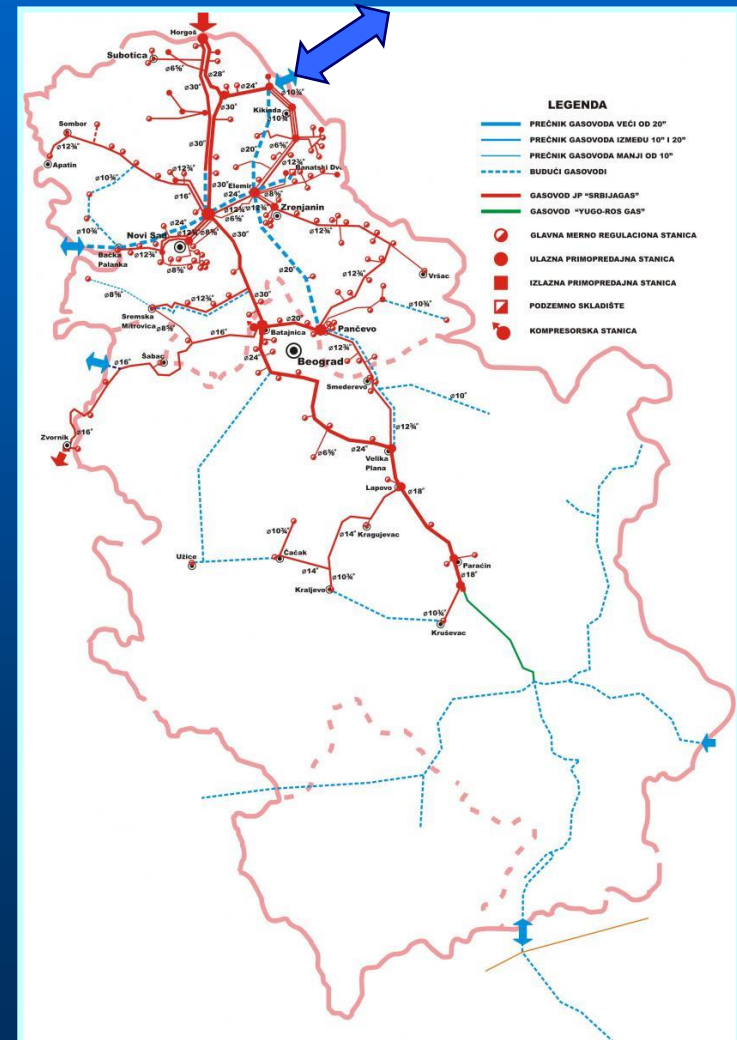 Horgoš
Subotica
ø6⅝"
ø28"
ø30"
ø24"
ø10¾"
Kikinda
ø10¾"
ø30"
Sombor
ø12¾"
Apatin
ø10¾"
ø12¾"
ø16"
ø30"
ø20"
ø6⅝"
ø12¾"
Banatski Dvor
ø30"
Elemir
ø24"
ø8⅝"
Zrenjanin
ø12¾"
ø12¾"
ø6⅝"
ø24"
Novi Sad
ø12¾"
ø8⅝"
ø30"
ø12¾"
ø10¾"
Bačka
Palanka
ø12¾"
ø8⅝"
ø20"
ø12¾"
Vršac
ø8⅝"
ø12¾"
ø30"
ø10¾"
Sremska
Mitrovica
ø8⅝"
ø16"
ø20"
Batajnica
Pančevo
ø24"
Beograd
ø12¾"
Šabac
ø16"
Smederevo
ø10"
Zvornik
ø16"
ø12¾"
ø6⅝"
ø24"
Velika
Plana
Lapovo
ø18"
ø10¾"
ø14"
Kragujevac
Užice
Čačak
ø14"
ø10¾"
Kraljevo
Paraćin
ø18"
ø10¾"
Kruševac
LEGENDA
PREČNIK GASOVODA VEĆI OD 20"
PREČNIK GASOVODA IZMEĐU 10" I 20"
PREČNIK GASOVODA MANJI OD 10"
BUDUĆI GASOVODI
GASOVOD JP "SRBIJAGAS"
GASOVOD "YUGO-ROS GAS"
GLAVNA MERNO REGULACIONA STANICA
ULAZNA PRIMOPREDAJNA STANICA
IZLAZNA PRIMOPREDAJNA STANICA
PODZEMNO SKLADIŠTE
KOMPRESORSKA STANICA